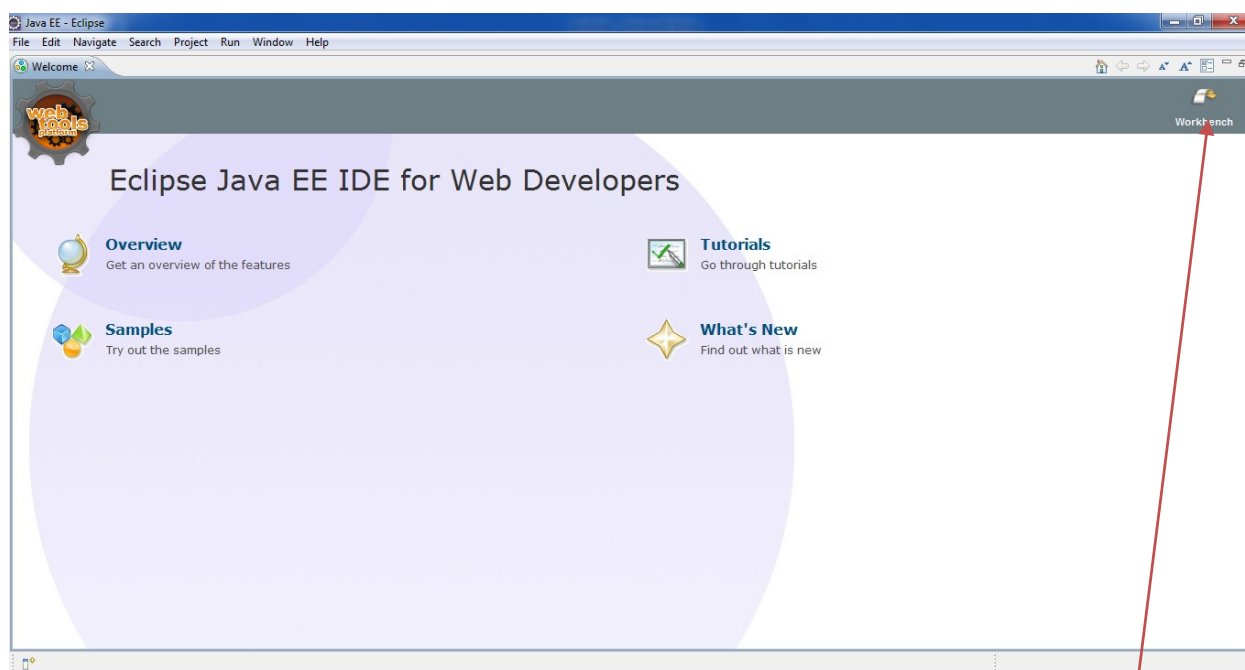 Java EE - Eclipse
File Edit Navigate Search Project Run Window Help
Welcome
web tools platform
Workbench
Eclipse Java EE IDE for Web Developers
Overview
Get an overview of the features
Tutorials
Go through tutorials
Samples
Try out the samples
What's New
Find out what is new